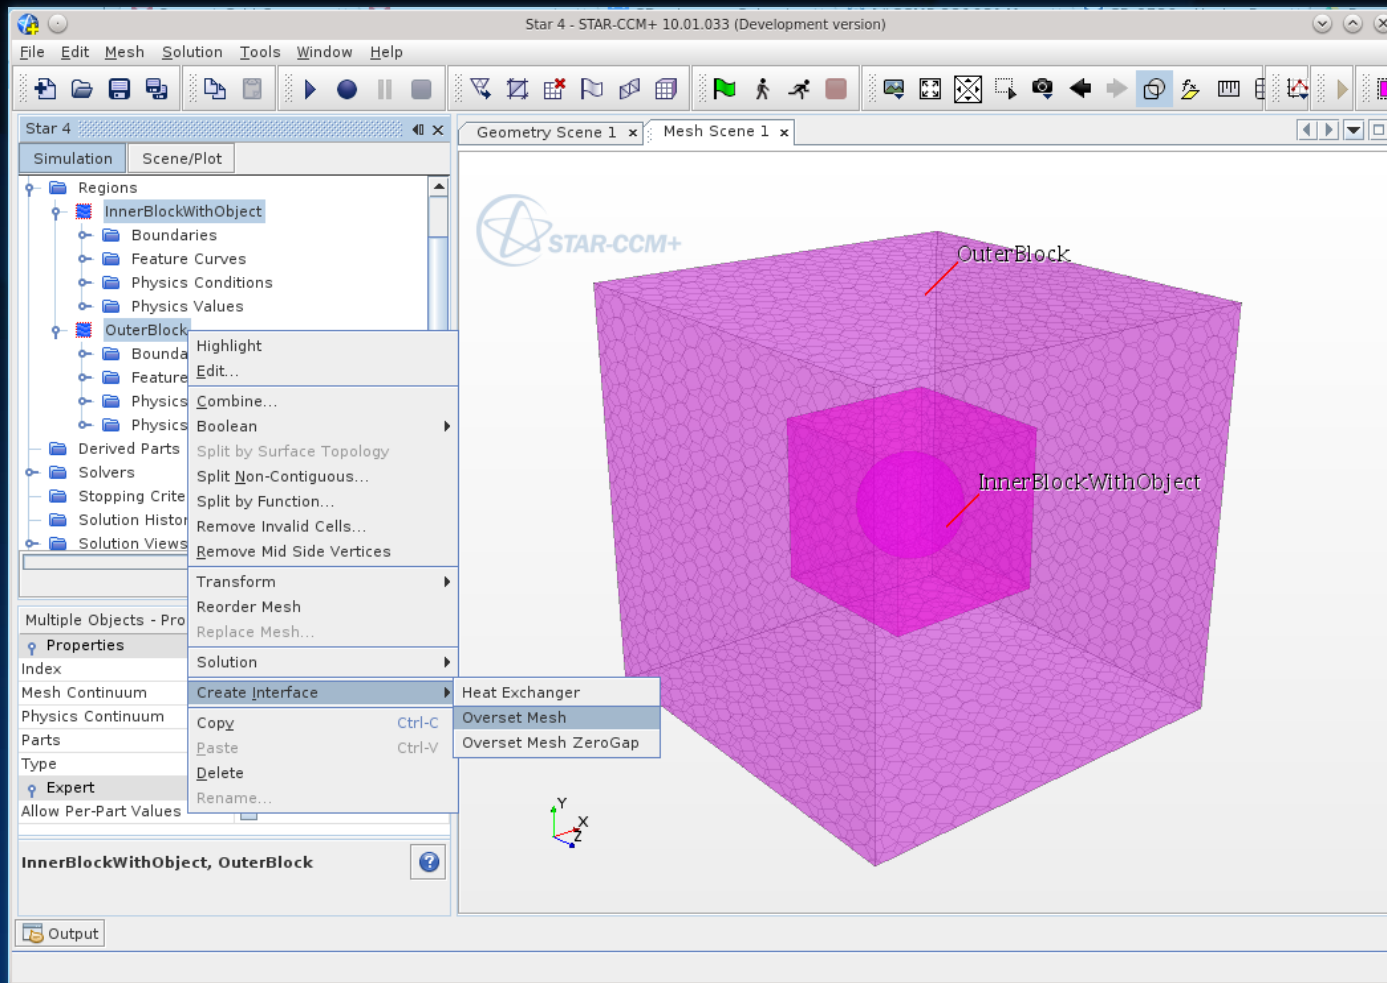 Star 4 - STAR-CCM+ 10.01.033 (Development version)
File Edit Mesh Solution Tools Window Help
Star 4
Simulation Scene/Plot
Regions
InnerBlockWithObject
Boundaries
Feature Curves
Physics Conditions
Physics Values
OuterBlock
Bounda
Feature
Physics
Physics
Derived Parts
Solvers
Stopping Crite
Solution Histor
Solution Views
Highlight
Edit...
Combine...
Boolean
Split by Surface Topology
Split Non-Contiguous...
Split by Function...
Remove Invalid Cells...
Remove Mid Side Vertices
Transform
Reorder Mesh
Replace Mesh...
Solution
Create Interface
Copy Ctrl-C
Paste Ctrl-V
Delete
Rename...
Heat Exchanger
Overset Mesh
Overset Mesh ZeroGap
Multiple Objects - Pro
Properties
Index
Mesh Continuum
Physics Continuum
Parts
Type
Expert
Allow Per-Part Values
InnerBlockWithObject, OuterBlock
Output
Geometry Scene 1 Mesh Scene 1
STAR-CCM+
OuterBlock
InnerBlockWithObject
Y
X
Z